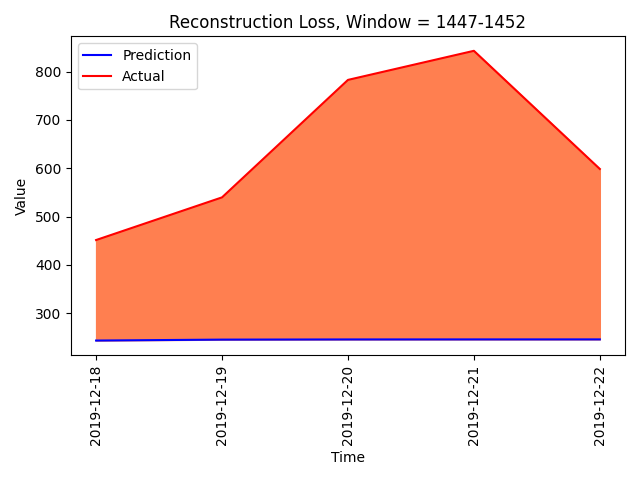 Reconstruction Loss, Window = 1447-1452
Prediction
Actual
Value
800
700
600
500
400
300
2019-12-18
2019-12-19
2019-12-20
2019-12-21
2019-12-22
Time